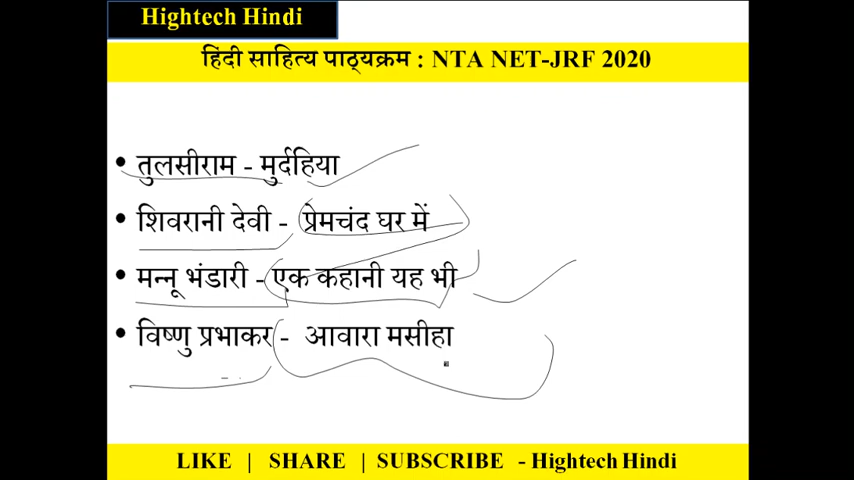 Hightech Hindi
हिंदी साहित्य पाठ्यक्रम : NTA NET-JRF 2020
• तुलसीराम - मुर्दहिया
• शिवरानी देवी - प्रेमचंद घर में
• मन्नू भंडारी - एक कहानी यह भी
• विष्णु प्रभाकर - आवारा मसीहा
LIKE | SHARE | SUBSCRIBE - Hightech Hindi